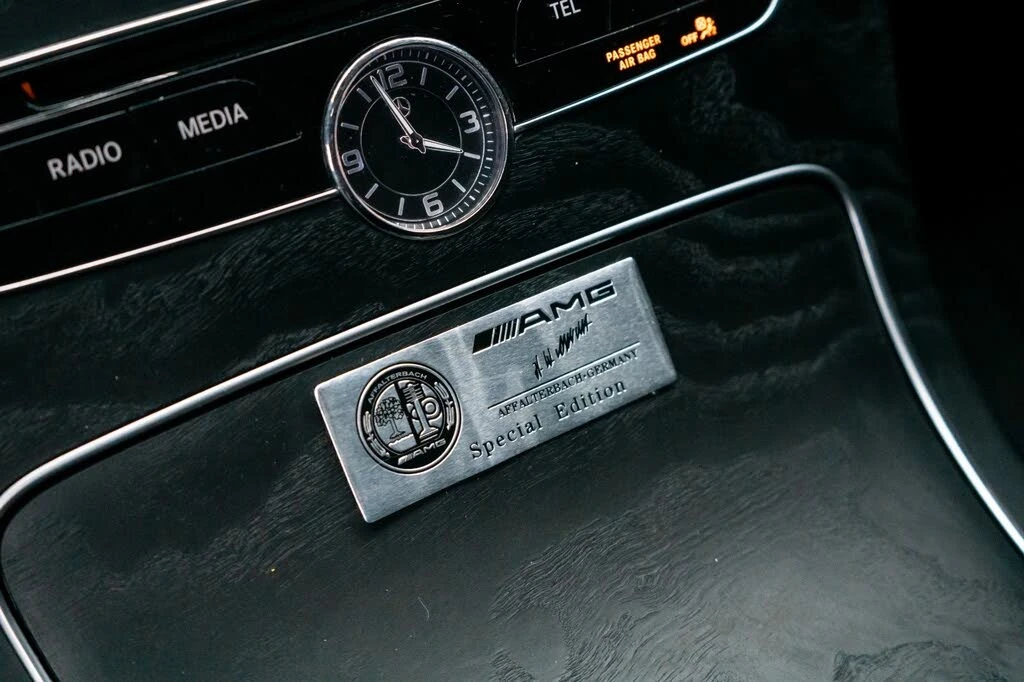 TEL
PASSENGER
AIR BAG
OFF
RADIO
MEDIA
12
3
6
9
AMG
AFFALTERBACH-GERMANY
Special Edition
AFFALTERBACH
AMG